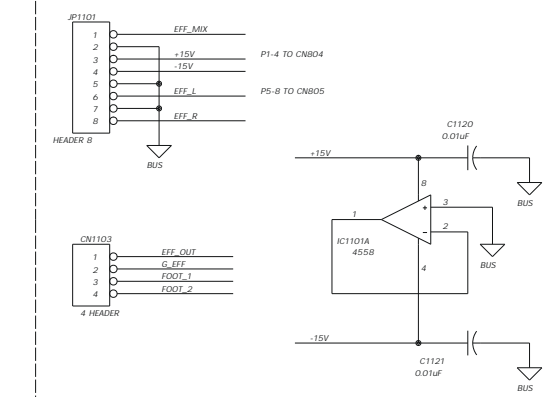 JP1101
1 EFF_MIX
2
3 +15V P1-4 TO CN804
4 -15V
5
6 EFF_L P5-8 TO CN805
7
8 EFF_R
HEADER 8
BUS
C1120
0.01uF
+15V
8
BUS
3
1
2
IC1101A
4558
BUS
4
CN1103
1 EFF_OUT
2 G_EFF
3 FOOT_1
4 FOOT_2
4 HEADER
-15V
C1121
0.01uF
BUS